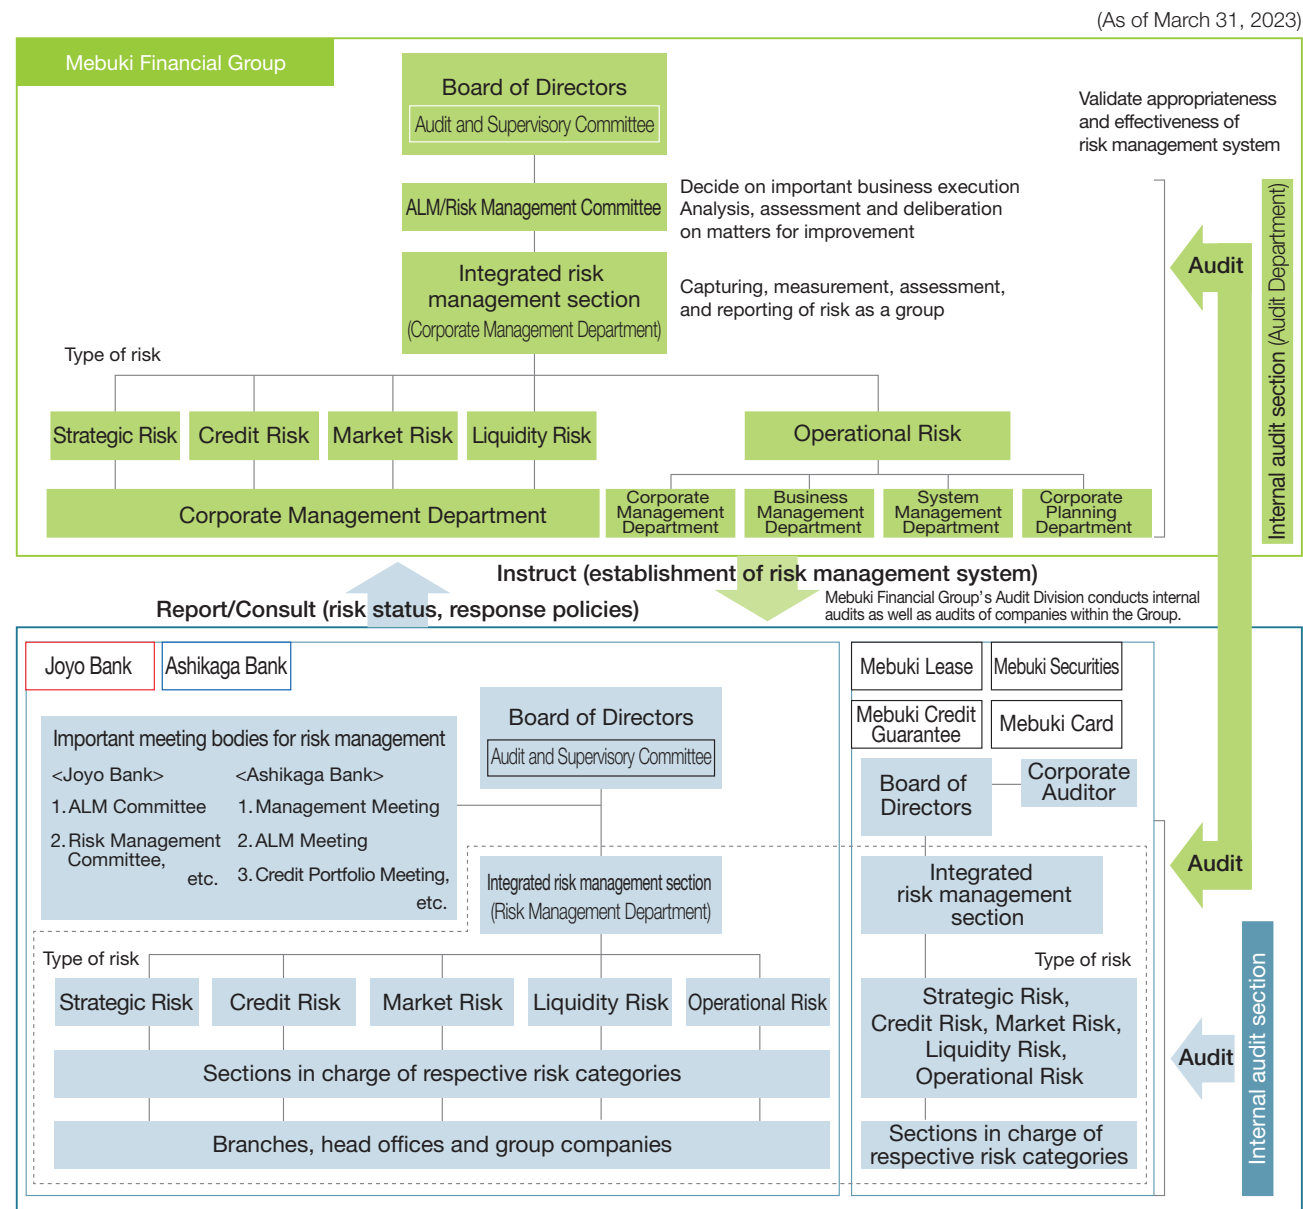 (As of March 31, 2023)
Mebuki Financial Group
Board of Directors
Audit and Supervisory Committee
Validate appropriateness
and effectiveness of
risk management system
ALM/Risk Management Committee
Decide on important business execution
Analysis, assessment and deliberation
on matters for improvement
Integrated risk
management section
(Corporate Management Department)
Capturing, measurement, assessment,
and reporting of risk as a group
Audit
Internal audit section (Audit Department)
Type of risk
Strategic Risk
Credit Risk
Market Risk
Liquidity Risk
Operational Risk
Corporate Management Department
Corporate
Management
Department
Business
Management
Department
System
Management
Department
Corporate
Planning
Department
Instruct (establishment of risk management system)
Report/Consult (risk status, response policies)
Mebuki Financial Group's Audit Division conducts internal
audits as well as audits of companies within the Group.
Joyo Bank
Ashikaga Bank
Board of Directors
Audit and Supervisory Committee
Important meeting bodies for risk management
<Joyo Bank>
1. ALM Committee
2. Risk Management
Committee,
etc.
<Ashikaga Bank>
1. Management Meeting
2. ALM Meeting
3. Credit Portfolio Meeting,
etc.
Integrated risk management section
(Risk Management Department)
Type of risk
Strategic Risk
Credit Risk
Market Risk
Liquidity Risk
Operational Risk
Sections in charge of respective risk categories
Branches, head offices and group companies
Mebuki Lease
Mebuki Securities
Mebuki Credit
Guarantee
Mebuki Card
Board of
Directors
Corporate
Auditor
Integrated
risk management
section
Type of risk
Strategic Risk,
Credit Risk, Market Risk,
Liquidity Risk,
Operational Risk
Sections in charge of
respective risk categories
Audit
Audit
Internal audit section